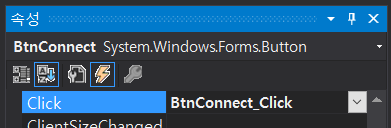 속성
BtnConnect System.Windows.Forms.Button
Click BtnConnect_Click
ClientSizeChanged